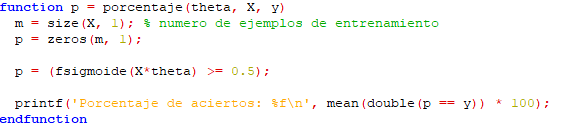 function p = porcentaje(theta, X, y)
m = size(X, 1); % numero de ejemplos de entrenamiento
p = zeros(m, 1);
p = (fsigmoide(X*theta) >= 0.5);
printf('Porcentaje de aciertos: %f\n', mean(double(p == y)) * 100);
endfunction